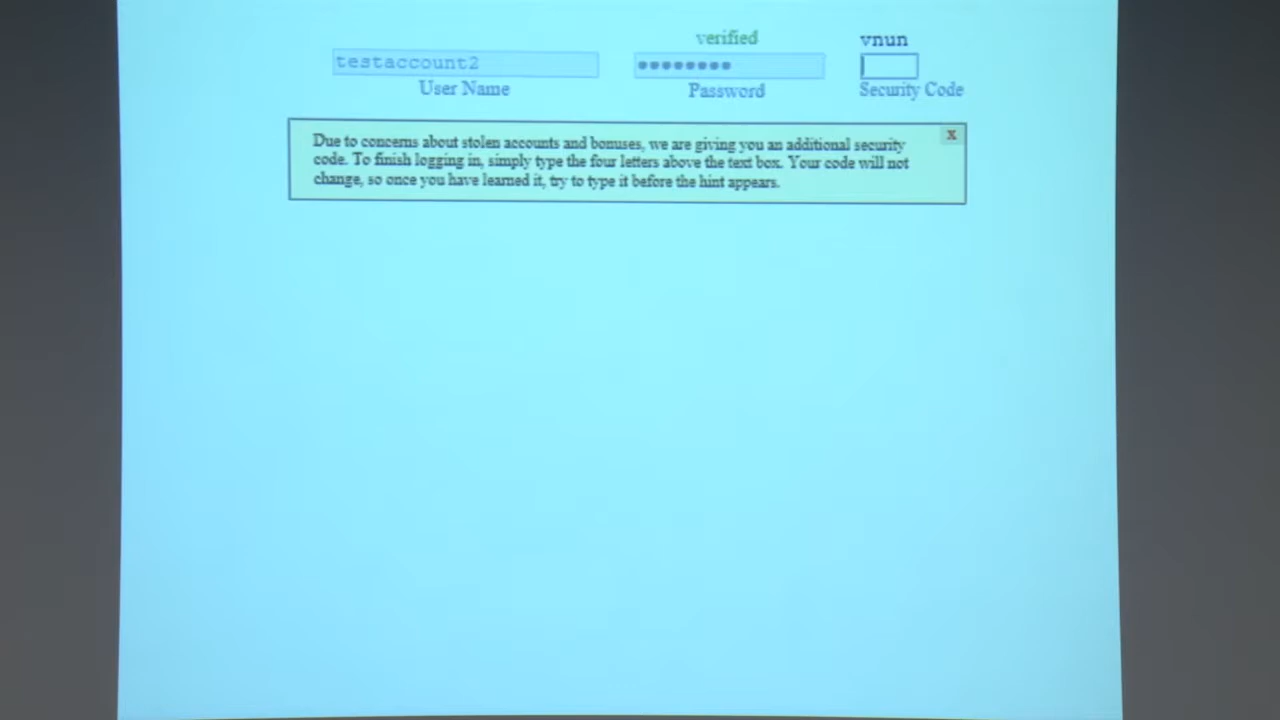 verified
vnun
testaccount2
User Name
Password
Security Code
x
Due to concerns about stolen accounts and bonuses, we are giving you an additional security
code. To finish logging in, simply type the four letters above the text box. Your code will not
change, so once you have learned it, try to type it before the hint appears.